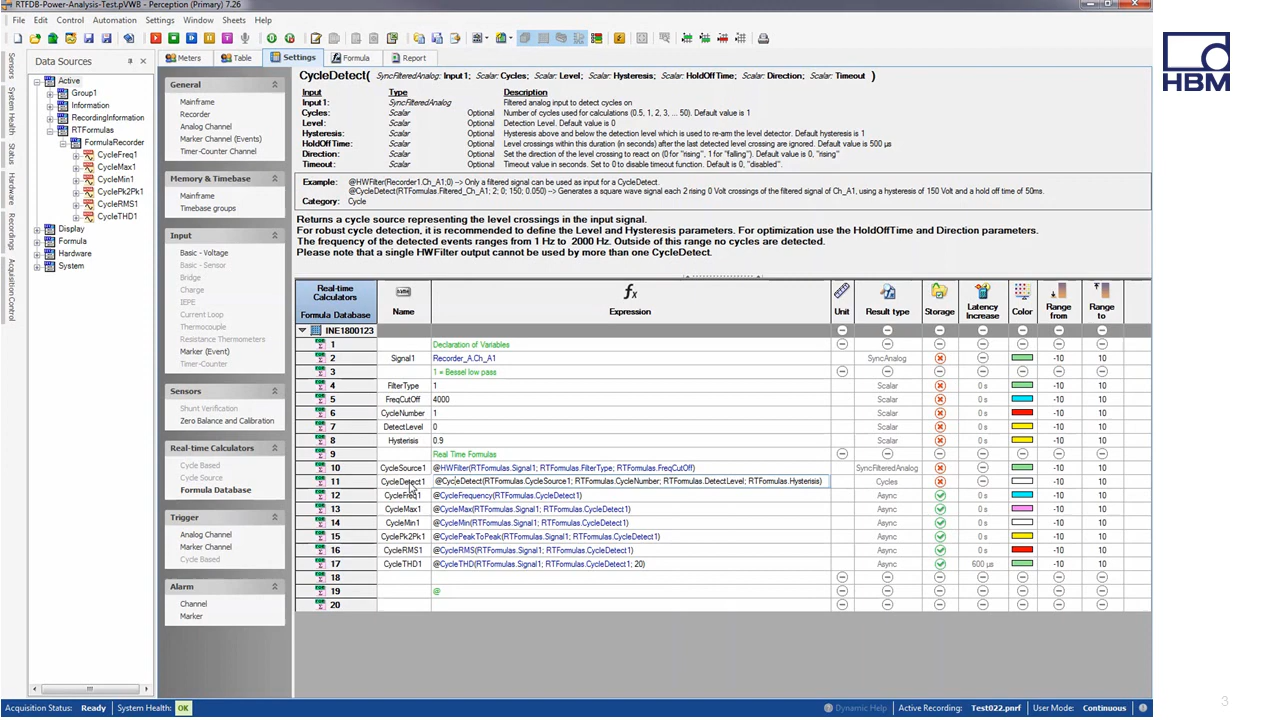 RTFDB-Power-Analysis-Test.pVWB - Perception (Primary) 7.26
File Edit Control Automation Settings Window Sheets Help
Data Sources
Meters Table Settings Formula Report
Sensors
System Health
Status
Hardware
Recordings
Acquisition Control
Active
Group1
Information
RecordingInformation
RTFormulas
FormulaRecorder
CycleFreq1
CycleMax1
CycleMin1
CyclePk2Pk1
CycleRMS1
CycleTHD1
Display
Formula
Hardware
System
General
Mainframe
Recorder
Analog Channel
Marker Channel (Events)
Timer-Counter Channel
Memory & Timebase
Mainframe
Timebase groups
Input
Basic - Voltage
Basic - Sensor
Bridge
Charge
IEPE
Current Loop
Thermocouple
Resistance Thermometers
Marker (Event)
Timer-Counter
Sensors
Shunt Verification
Zero Balance and Calibration
Real-time Calculators
Cycle Based
Cycle Source
Formula Database
Trigger
Analog Channel
Marker Channel
Cycle Based
Alarm
Channel
Marker
CycleDetect( SyncFilteredAnalog: Input 1; Scalar: Cycles; Scalar: Level; Scalar: Hysteresis; Scalar: HoldOffTime; Scalar: Direction; Scalar: Timeout )
Input Type Description
Input1: SyncFilteredAnalog Filtered analog input to detect cycles on
Cycles: Scalar Optional Number of cycles used for calculations (0.5, 1, 2, 3, ... 50). Default value is 1
Level: Scalar Optional Detection Level. Default value is 0
Hysteresis: Scalar Optional Hysteresis above and below the detection level which is used to re-arm the level detector. Default hysteresis is 1
HoldOffTime: Scalar Optional Level crossings within this duration (in seconds) after the last detected level crossing are ignored. Default value is 500 µs
Direction: Scalar Optional Set the direction of the level crossing to react on (0 for "rising", 1 for "falling"). Default value is 0, "rising"
Timeout: Scalar Optional Timeout value in seconds. Set to 0 to disable timeout function. Default is 0, "disabled".
Example: @HWFilter(Recorder1.Ch_A1;0) --> Only a filtered signal can be used as input for a CycleDetect.
@CycleDetect(RTFormulas.Filtered_Ch_A1; 2; 0; 150; 0.050) --> Generates a square wave signal each 2 rising 0 Volt crossings of the filtered signal of Ch_A1, using a hysteresis of 150 Volt and a hold off time of 50ms.
Category: Cycle
Returns a cycle source representing the level crossings in the input signal.
For robust cycle detection, it is recommended to define the Level and Hysteresis parameters. For optimization use the HoldOffTime and Direction parameters.
The frequency of the detected events ranges from 1 Hz to 2000 Hz. Outside of this range no cycles are detected.
Please note that a single HWFilter output cannot be used by more than one CycleDetect.
Real-time Calculators Formula Database Name Expression Unit Result type Storage Latency Increase Color Range from Range to
INE1800123
1 Declaration of Variables
2 Signal1 Recorder_A.Ch_A1 SyncAnalog -10 10
3 1 = Bessel low pass
4 FilterType 1 Scalar 0 s -10 10
5 FreqCutOff 4000 Scalar 0 s -10 10
6 CycleNumber 1 Scalar 0 s -10 10
7 DetectLevel 0 Scalar 0 s -10 10
8 Hysterisis 0.9 Scalar 0 s -10 10
9 Real Time Formulas
10 CycleSource1 @HWFilter(RTFormulas.Signal1; RTFormulas.FilterType; RTFormulas.FreqCutOff) SyncFilteredAnalog -10 10
11 CycleDetect1 @CycleDetect(RTFormulas.CycleSource1; RTFormulas.CycleNumber; RTFormulas.DetectLevel; RTFormulas.Hysterisis) Cycles -10 10
12 CycleFreq1 @CycleFrequency(RTFormulas.CycleDetect1) Async 0 s -10 10
13 CycleMax1 @CycleMax(RTFormulas.Signal1; RTFormulas.CycleDetect1) Async 0 s -10 10
14 CycleMin1 @CycleMin(RTFormulas.Signal1; RTFormulas.CycleDetect1) Async 0 s -10 10
15 CyclePk2Pk1 @CyclePeakToPeak(RTFormulas.Signal1; RTFormulas.CycleDetect1) Async 0 s -10 10
16 CycleRMS1 @CycleRMS(RTFormulas.Signal1; RTFormulas.CycleDetect1) Async 0 s -10 10
17 CycleTHD1 @CycleTHD(RTFormulas.Signal1; RTFormulas.CycleDetect1; 20) Async 600 µs -10 10
18
19 @
20
Acquisition Status: Ready System Health: OK Dynamic Help Active Recording: Test022.pnrf User Mode: Continuous
HBM
3